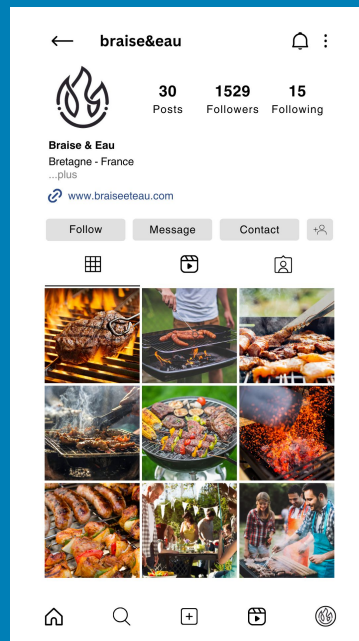 braise&eau
30 1529 15
Posts Followers Following
Braise & Eau
Bretagne - France
...plus
www.braiseeteau.com
Follow Message Contact